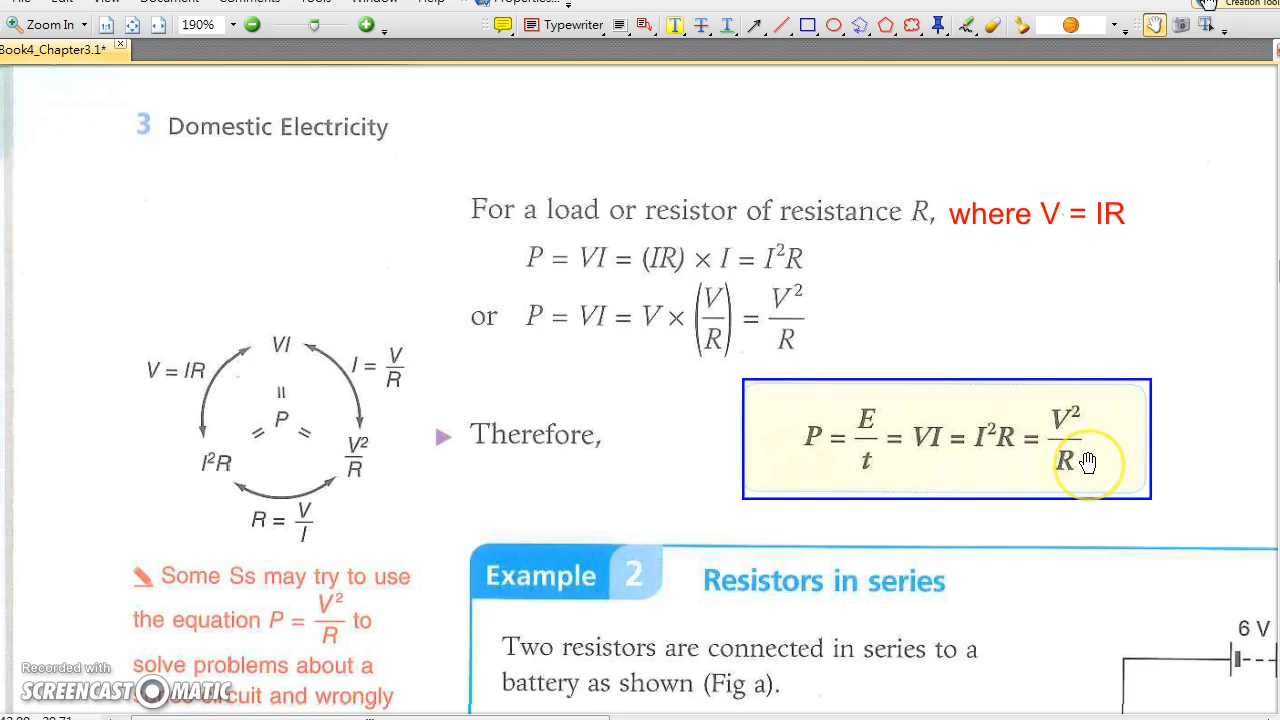 Zoom In
190%
Typewriter
Creation Too
Book4_Chapter3.1*
3 Domestic Electricity
For a load or resistor of resistance R, where V = IR
P = VI = (IR) × I = I²R
or P = VI = V × (V/R) = V²/R
VI
V = IR
I = V/R
P
I²R
V²/R
R = V/I
Therefore,
P = E/t = VI = I²R = V²/R
Some Ss may try to use
the equation P = V²/R to
solve problems about a
circuit and wrongly
Example 2 Resistors in series
Two resistors are connected in series to a
battery as shown (Fig a).
6 V
Recorded with
SCREENCAST MATIC